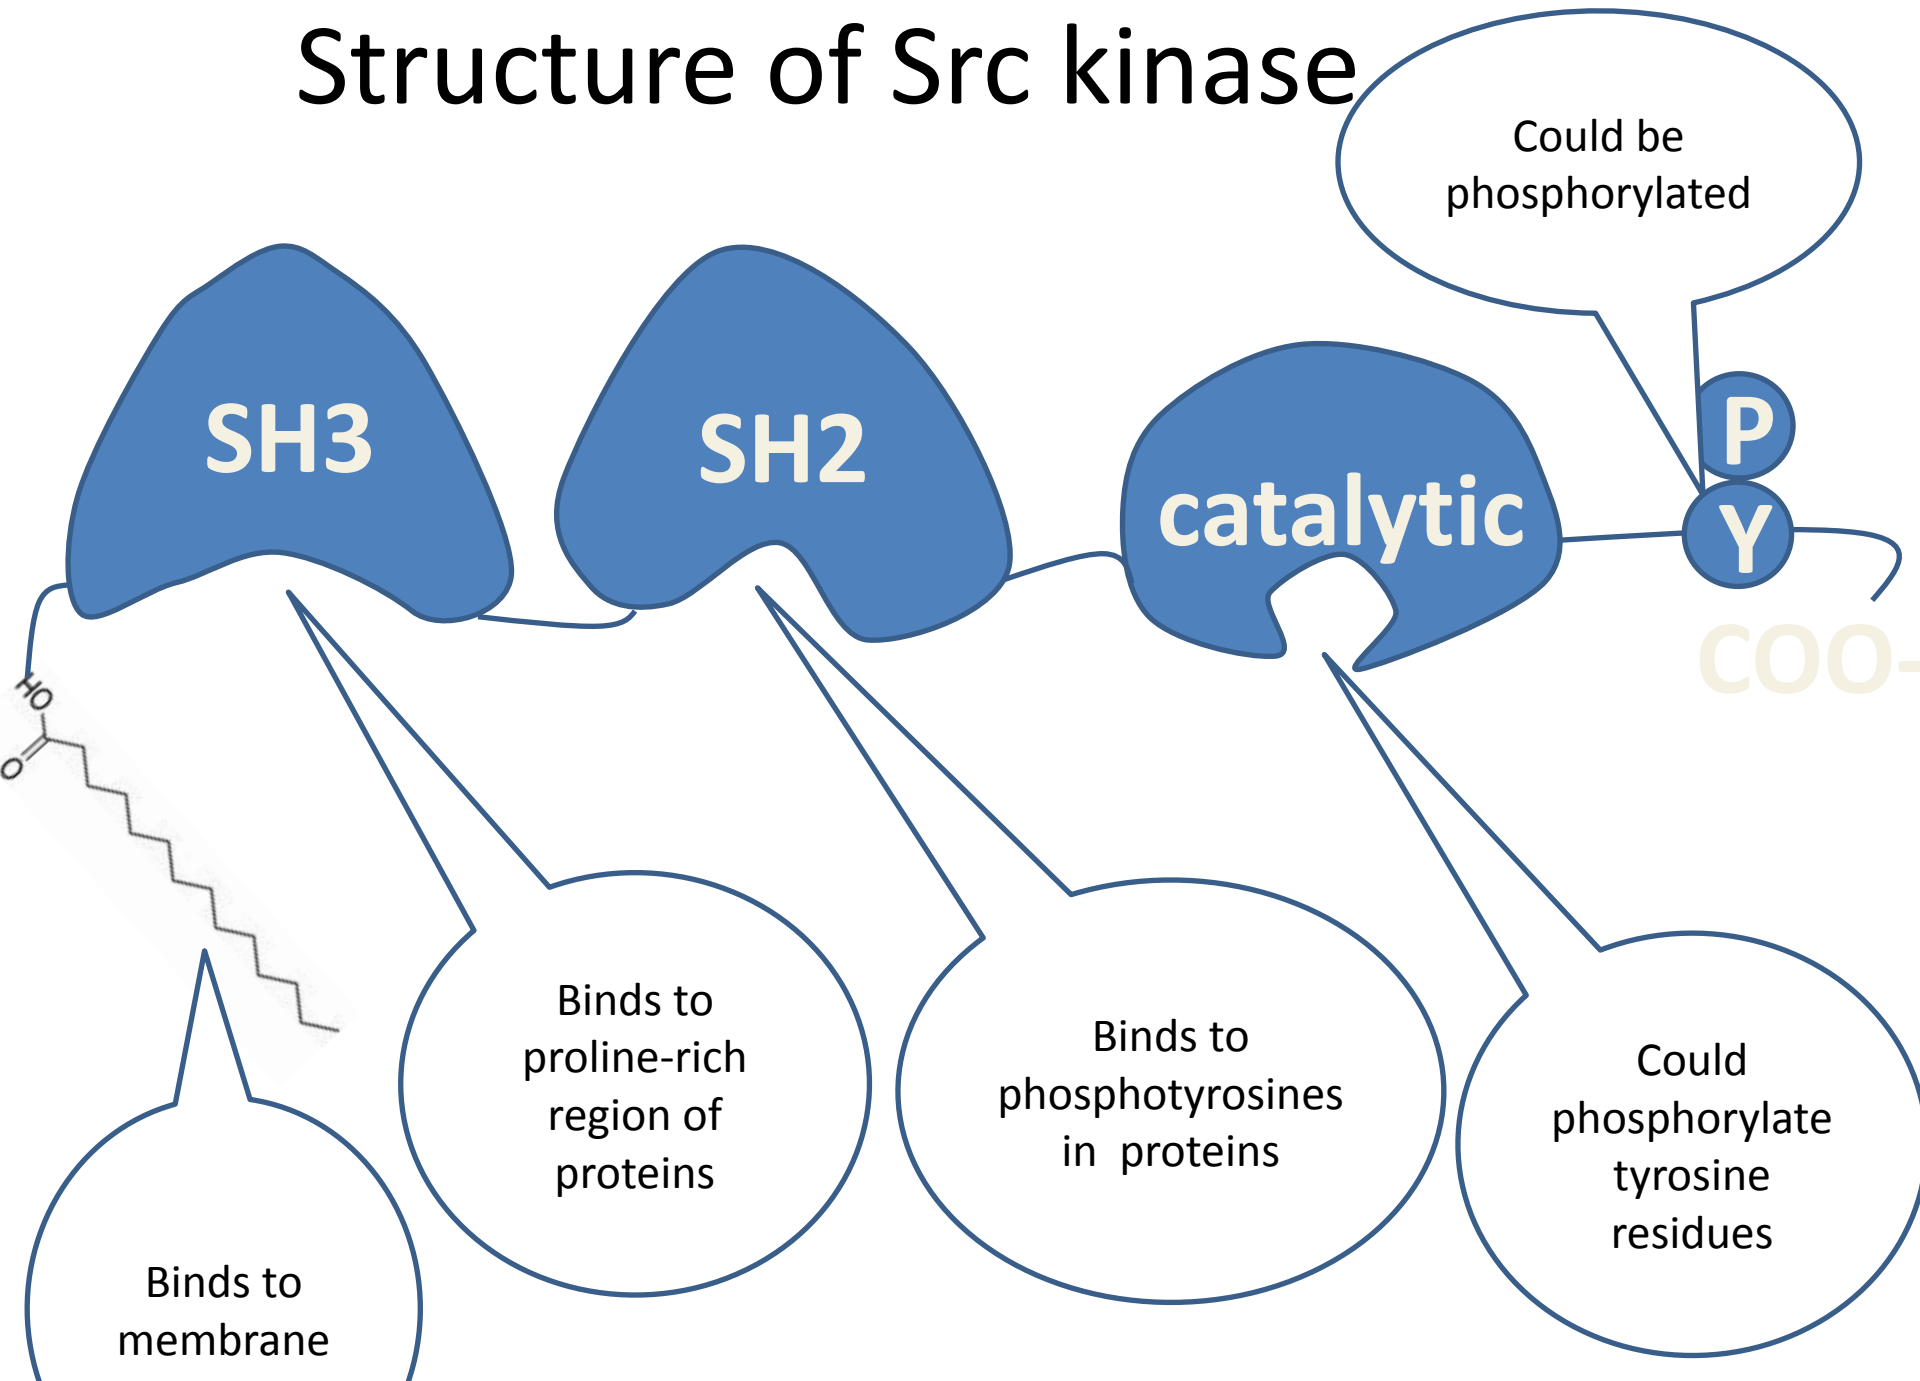 Structure of Src kinase
Could be
phosphorylated
SH3
SH2
catalytic
P
Y
COO-
HO
O
Binds to
membrane
Binds to
proline-rich
region of
proteins
Binds to
phosphotyrosines
in  proteins
Could
phosphorylate
tyrosine
residues